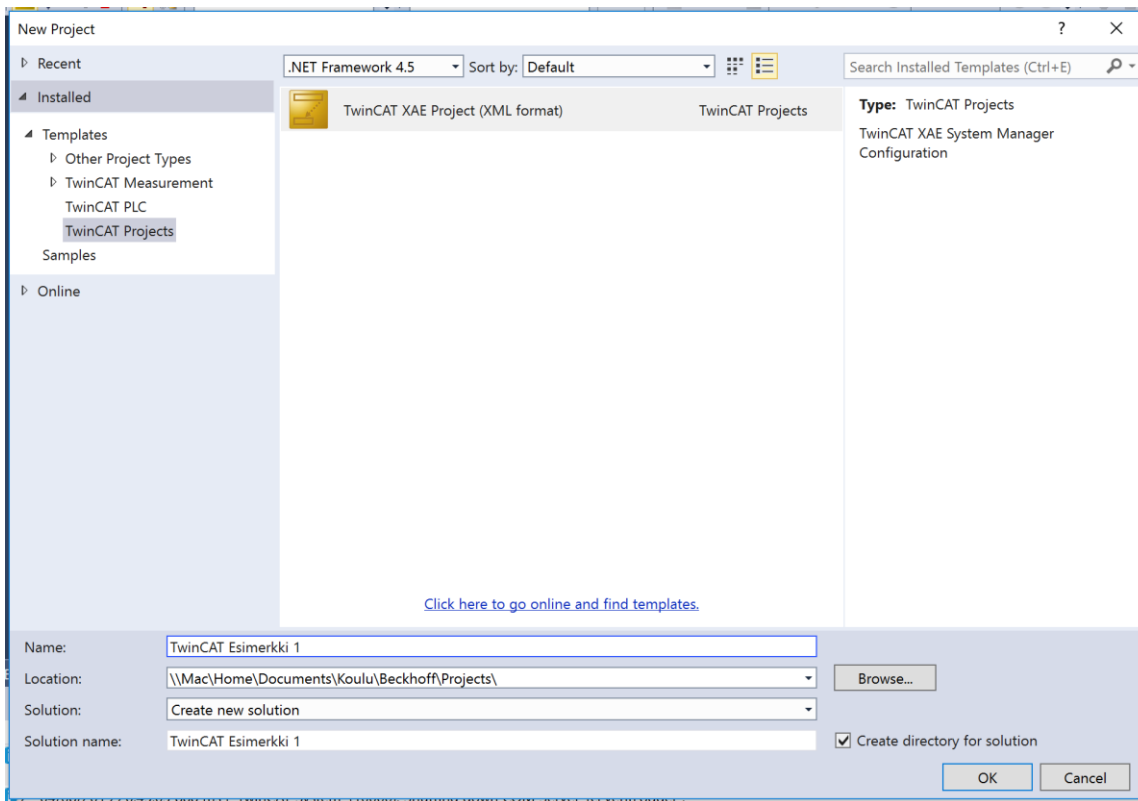 New Project
?
Recent
.NET Framework 4.5
Sort by: Default
Search Installed Templates (Ctrl+E)
Installed
Templates
Other Project Types
TwinCAT Measurement
TwinCAT PLC
TwinCAT Projects
Samples
Online
TwinCAT XAE Project (XML format) TwinCAT Projects
Type: TwinCAT Projects
TwinCAT XAE System Manager
Configuration
Click here to go online and find templates.
Name: TwinCAT Esimerkki 1
Location: \\Mac\Home\Documents\Koulu\Beckhoff\Projects\
Browse...
Solution: Create new solution
Solution name: TwinCAT Esimerkki 1
Create directory for solution
OK
Cancel